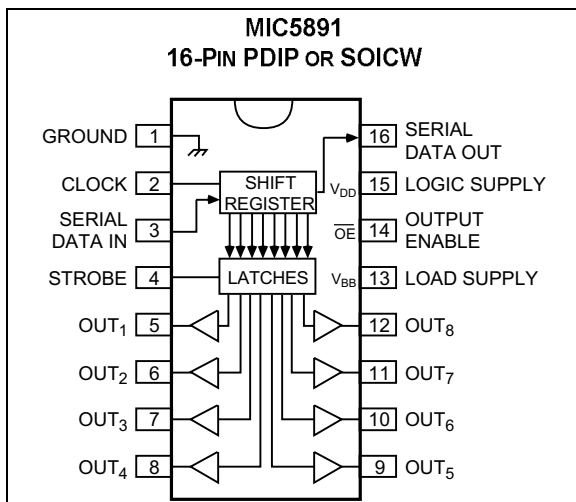 MIC5891
16-PIN PDIP OR SOICW
GROUND 1
16 SERIAL
DATA OUT
CLOCK 2
SHIFT
REGISTER
V_DD 15 LOGIC SUPPLY
SERIAL
DATA IN 3
OE 14 OUTPUT
ENABLE
STROBE 4
LATCHES
V_BB 13 LOAD SUPPLY
OUT1 5
12 OUT8
OUT2 6
11 OUT7
OUT3 7
10 OUT6
OUT4 8
9 OUT5